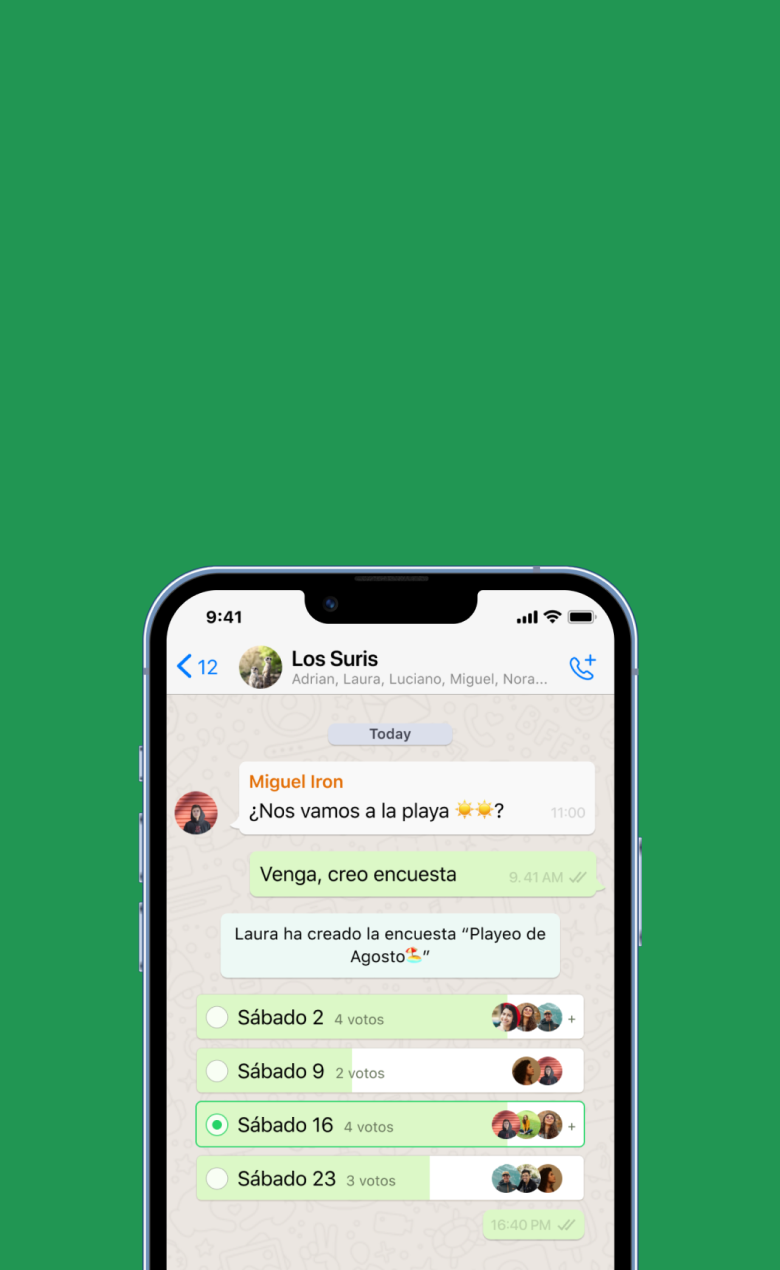 9:41
12
Los Suris
Adrian, Laura, Luciano, Miguel, Nora...
Today
Miguel Iron
¿Nos vamos a la playa ☀️☀️?
11:00
Venga, creo encuesta
9.41 AM
Laura ha creado la encuesta “Playeo de
Agosto🏖️”
Sábado 2 4 votos +
Sábado 9 2 votos
Sábado 16 4 votos +
Sábado 23 3 votos
16:40 PM